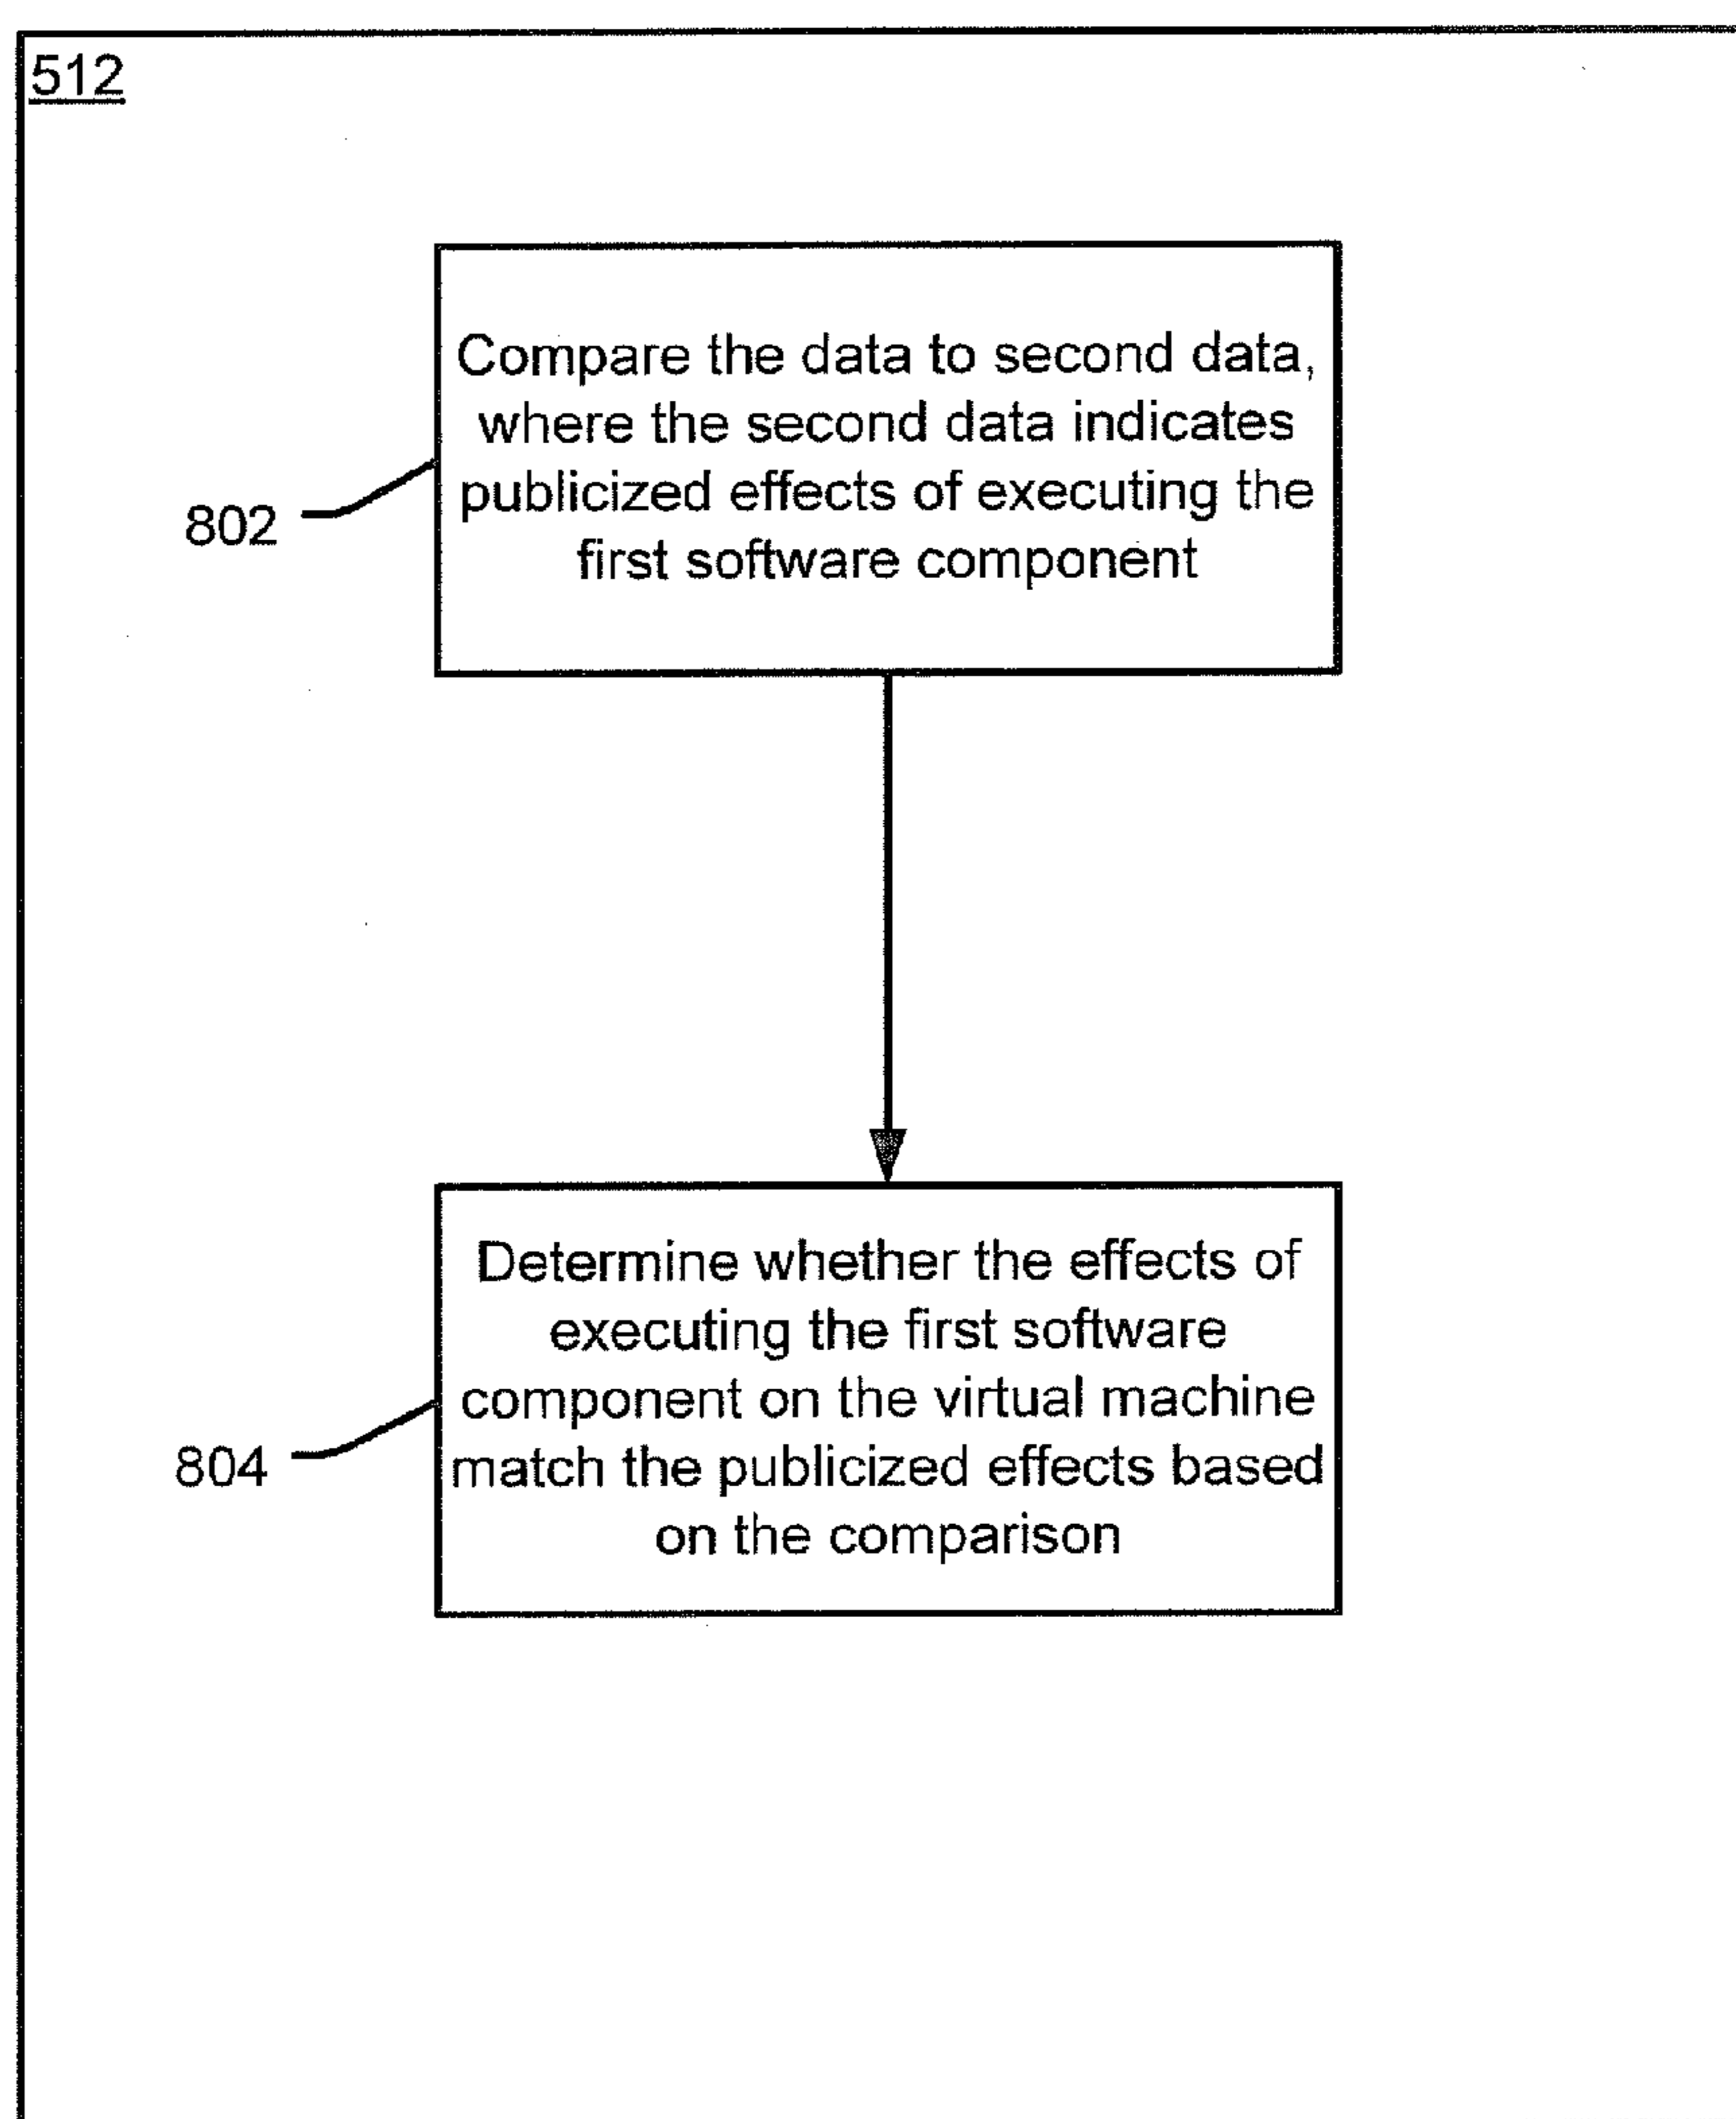 512
Compare the data to second data,
where the second data indicates
publicized effects of executing the
first software component
802
Determine whether the effects of
executing the first software
component on the virtual machine
match the publicized effects based
on the comparison
804